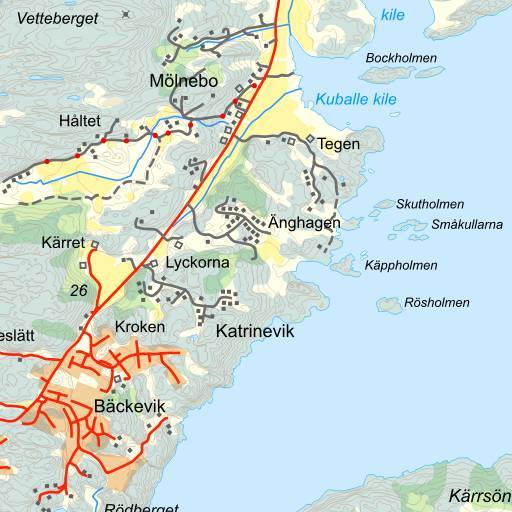 Vetteberget
kile
Bockholmen
Mölnebo
Kuballe kile
Håltet
Tegen
Skutholmen
Änghagen
Småkullarna
Kärret
Lyckorna
Käppholmen
26
Rösholmen
Kroken
Katrinevik
eslätt
Bäckevik
Kärrsön
Rödberget